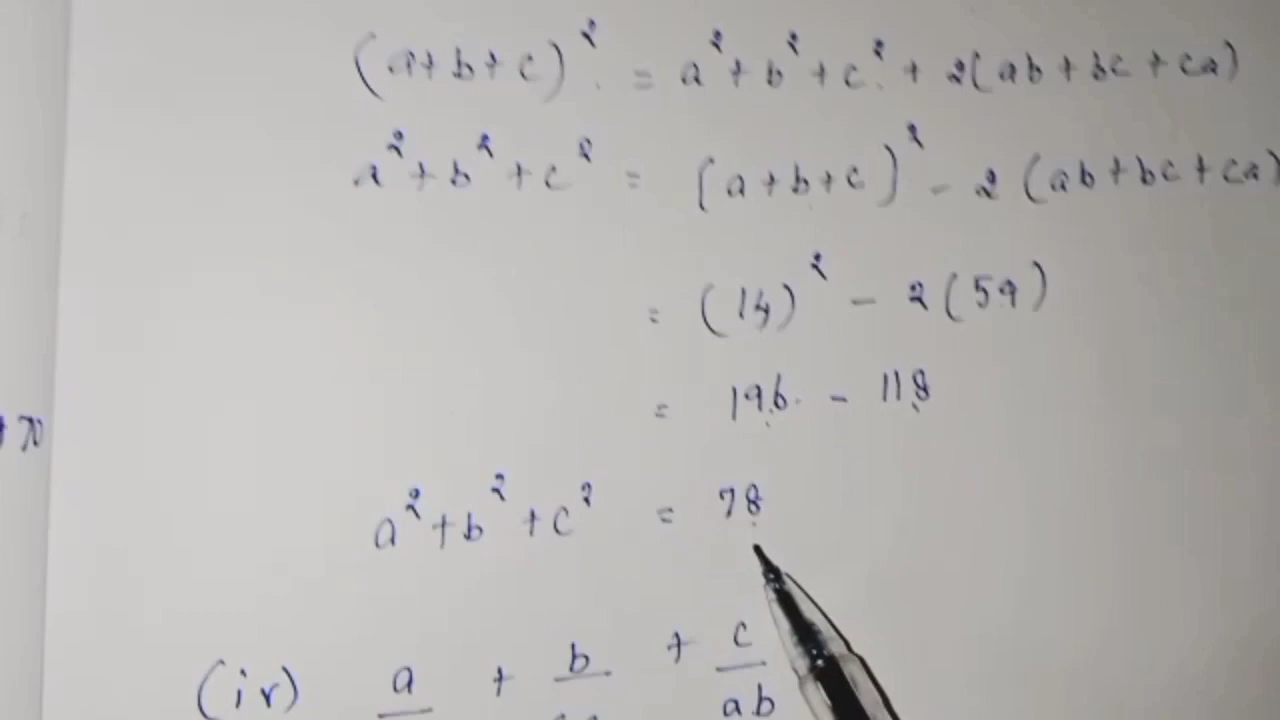 (a+b+c)² = a²+b²+c²+2(ab+bc+ca)
a²+b²+c² = (a+b+c)²-2(ab+bc+ca)
= (14)² - 2(59)
= 196 - 118
70
a²+b²+c² = 78
(iv) a + b + c/ab